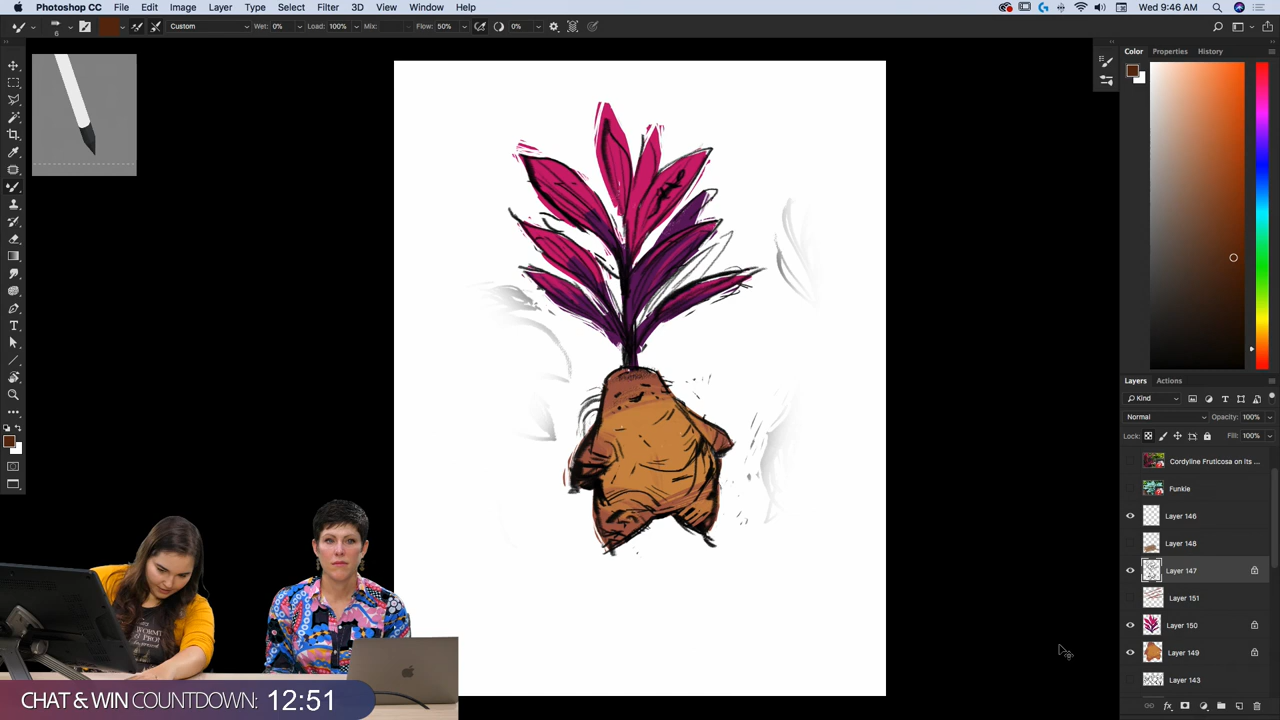 Photoshop CC File Edit Image Layer Type Select Filter 3D View Window Help Wed 9:46 AM
6 Custom Wet: 0% Load: 100% Mix: Flow: 50% 0%
Color Properties History
Layers Actions
Kind
Normal Opacity: 100%
Lock: Fill: 100%
Cordyline Fruticosa on Its ...
Funkie
Layer 146
Layer 148
Layer 147
Layer 151
Layer 150
Layer 149
Layer 143
CHAT & WIN COUNTDOWN: 12:51